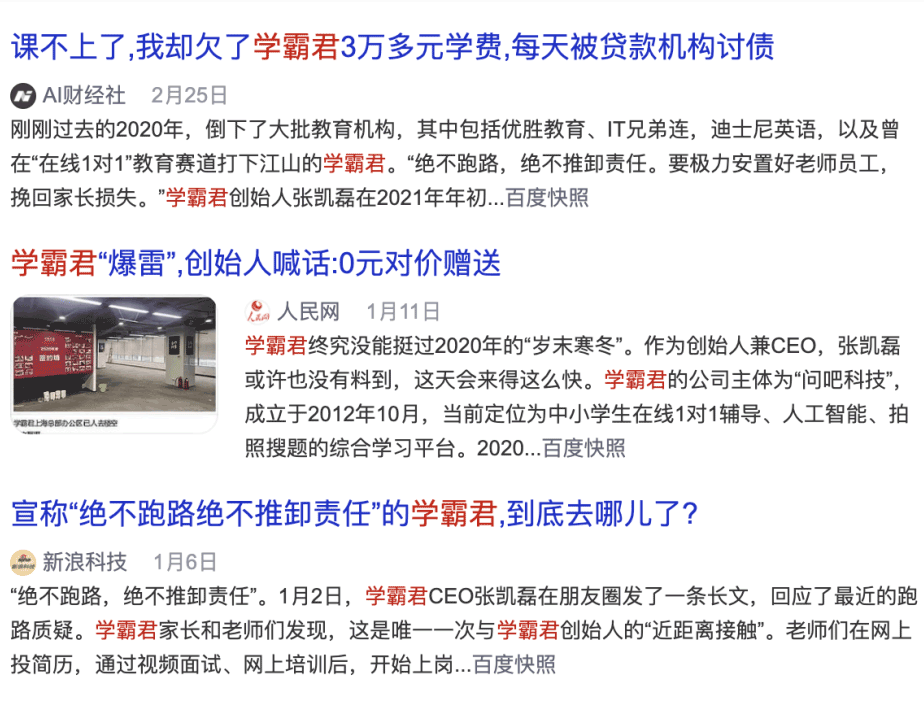 课不上了,我却欠了学霸君3万多元学费,每天被贷款机构讨债
AI财经社 2月25日
刚刚过去的2020年，倒下了大批教育机构，其中包括优胜教育、IT兄弟连，迪士尼英语，以及曾
在“在线1对1”教育赛道打下江山的学霸君。“绝不跑路，绝不推卸责任。要极力安置好老师员工，
挽回家长损失。”学霸君创始人张凯磊在2021年年初...百度快照
学霸君“爆雷”,创始人喊话:0元对价赠送
人民网 1月11日
学霸君终究没能挺过2020年的“岁末寒冬”。作为创始人兼CEO，张凯磊
或许也没有料到，这天会来得这么快。学霸君的公司主体为“问吧科技”，
成立于2012年10月，当前定位为中小学生在线1对1辅导、人工智能、拍
照搜题的综合学习平台。2020...百度快照
学霸君上海总部办公区已人去楼空
宣称“绝不跑路绝不推卸责任”的学霸君,到底去哪儿了?
新浪科技 1月6日
“绝不跑路，绝不推卸责任”。1月2日，学霸君CEO张凯磊在朋友圈发了一条长文，回应了最近的跑
路质疑。学霸君家长和老师们发现，这是唯一一次与学霸君创始人的“近距离接触”。老师们在网上
投简历，通过视频面试、网上培训后，开始上岗...百度快照